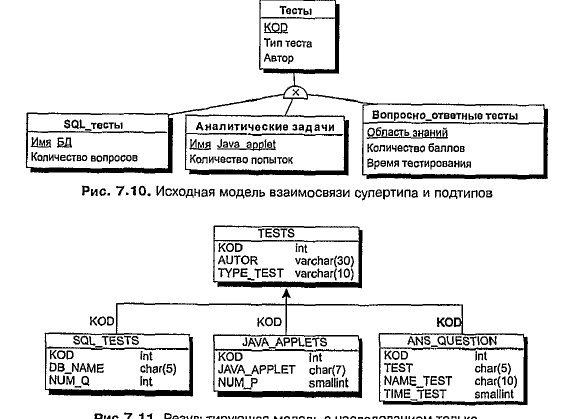 Тесты
KOD
Тип теста
Автор
SQL_тесты
Имя БД
Количество вопросов
Аналитические задачи
Имя Java_applet
Количество попыток
Вопросно_ответные тесты
Область знаний
Количество баллов
Время тестирования
Рис. 7.10. Исходная модель взаимосвязи супертипа и подтипов
TESTS
KOD int
AUTOR varchar(30)
TYPE_TEST varchar(10)
KOD
KOD
KOD
SQL_TESTS
KOD int
DB_NAME char(5)
NUM_Q int
JAVA_APPLETS
KOD int
JAVA_APPLET char(7)
NUM_P smallint
ANS_QUESTION
KOD int
TEST char(5)
NAME_TEST char(10)
TIME_TEST smallint
Рис. 7.11. Результирующая модель с наследованием только